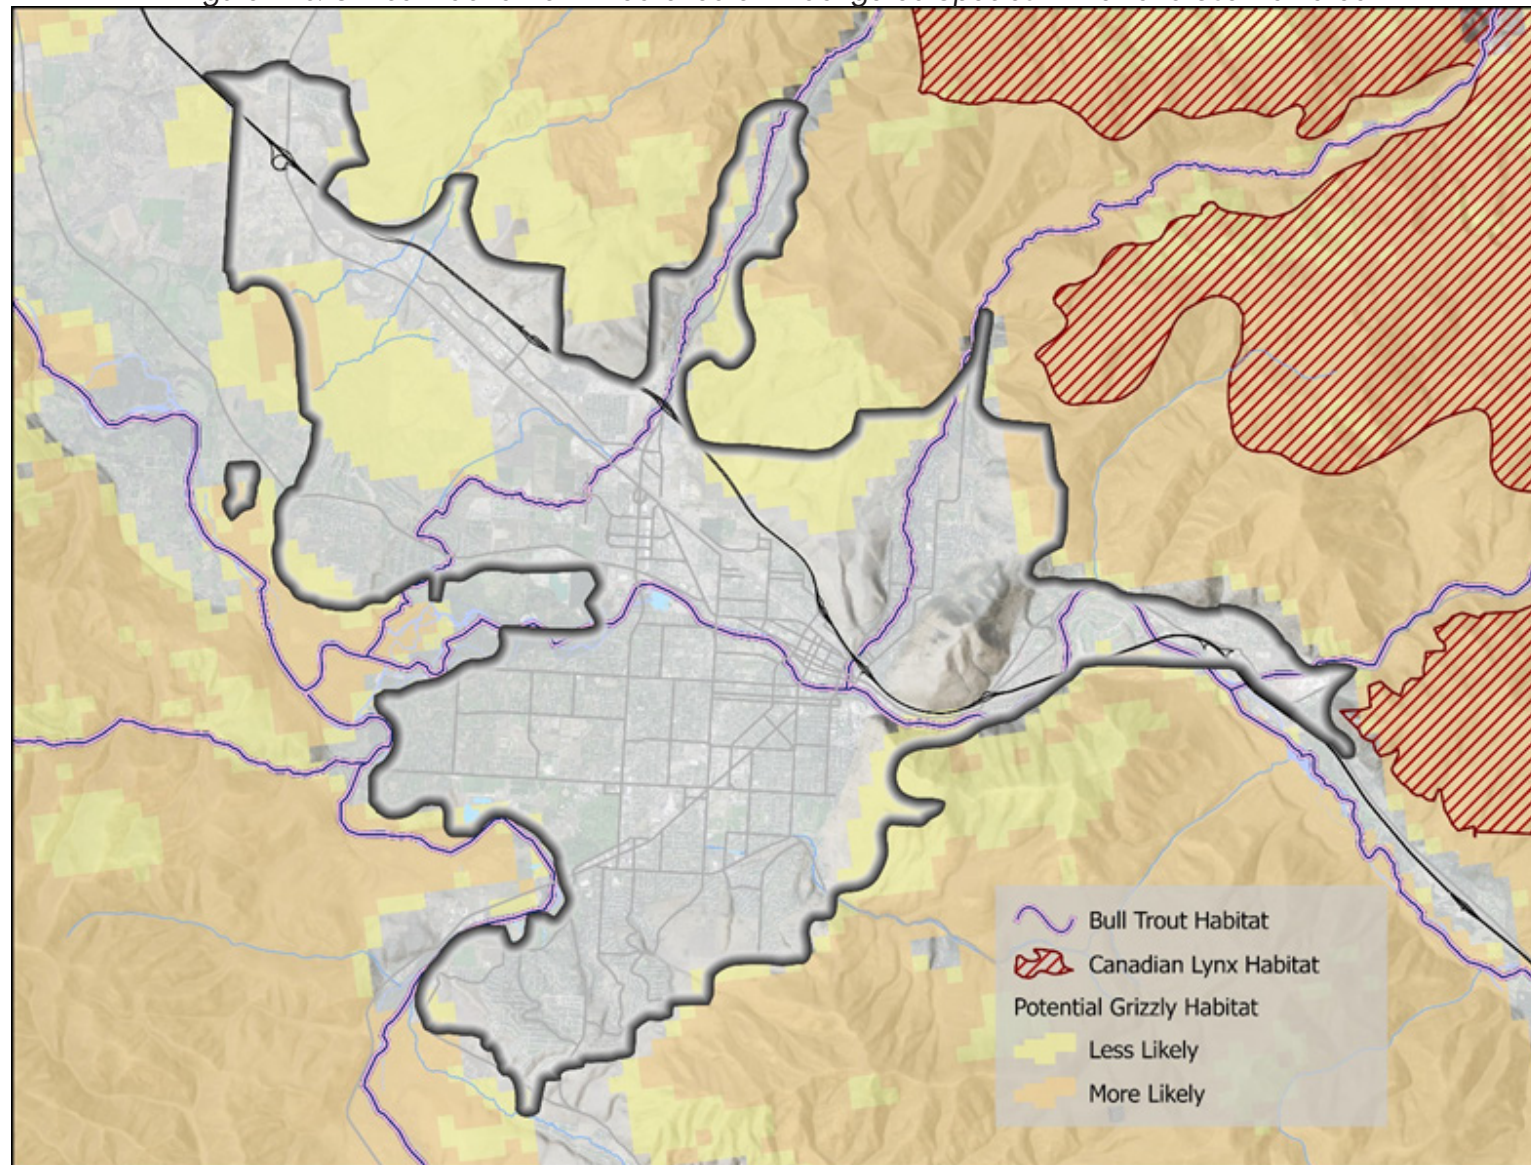 Bull Trout Habitat
Canadian Lynx Habitat
Potential Grizzly Habitat
Less Likely
More Likely